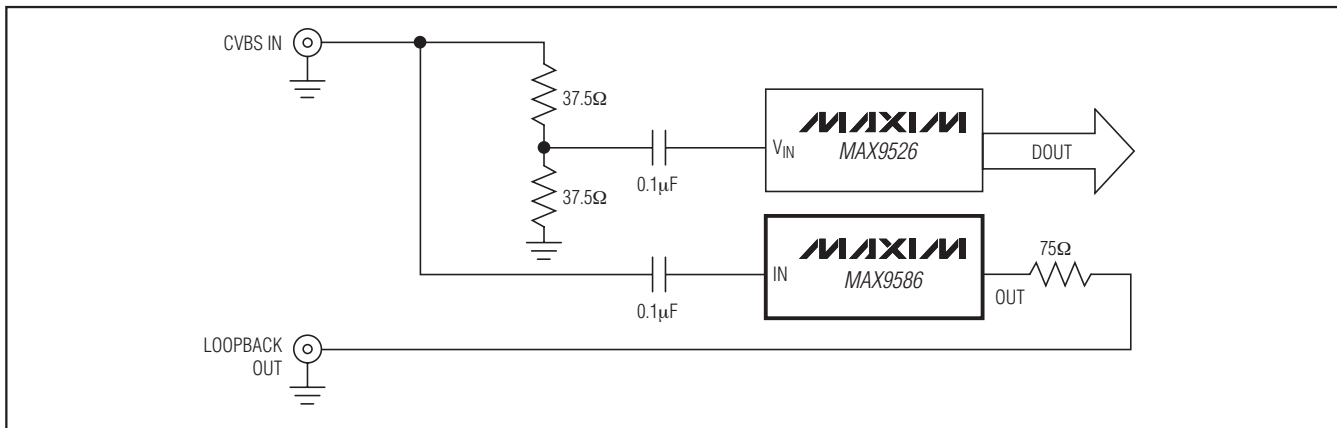 CVBS IN
37.5Ω
37.5Ω
0.1µF
MAXIM
MAX9526
VIN
DOUT
0.1µF
MAXIM
MAX9586
IN
OUT
75Ω
LOOPBACK
OUT